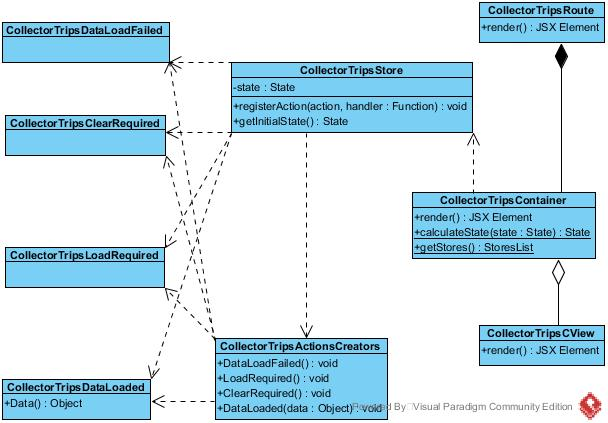 CollectorTripsRoute
+render() : JSX Element
CollectorTripsDataLoadFailed
CollectorTripsStore
-state : State
+registerAction(action, handler : Function) : void
+getInitialState() : State
CollectorTripsClearRequired
CollectorTripsContainer
+render() : JSX Element
+calculateState(state : State) : State
+getStores() : StoresList
CollectorTripsLoadRequired
CollectorTripsCView
+render() : JSX Element
CollectorTripsActionsCreators
+DataLoadFailed() : void
+LoadRequired() : void
+ClearRequired() : void
+DataLoaded(data : Object) : void
CollectorTripsDataLoaded
+Data() : Object
Powered By Visual Paradigm Community Edition